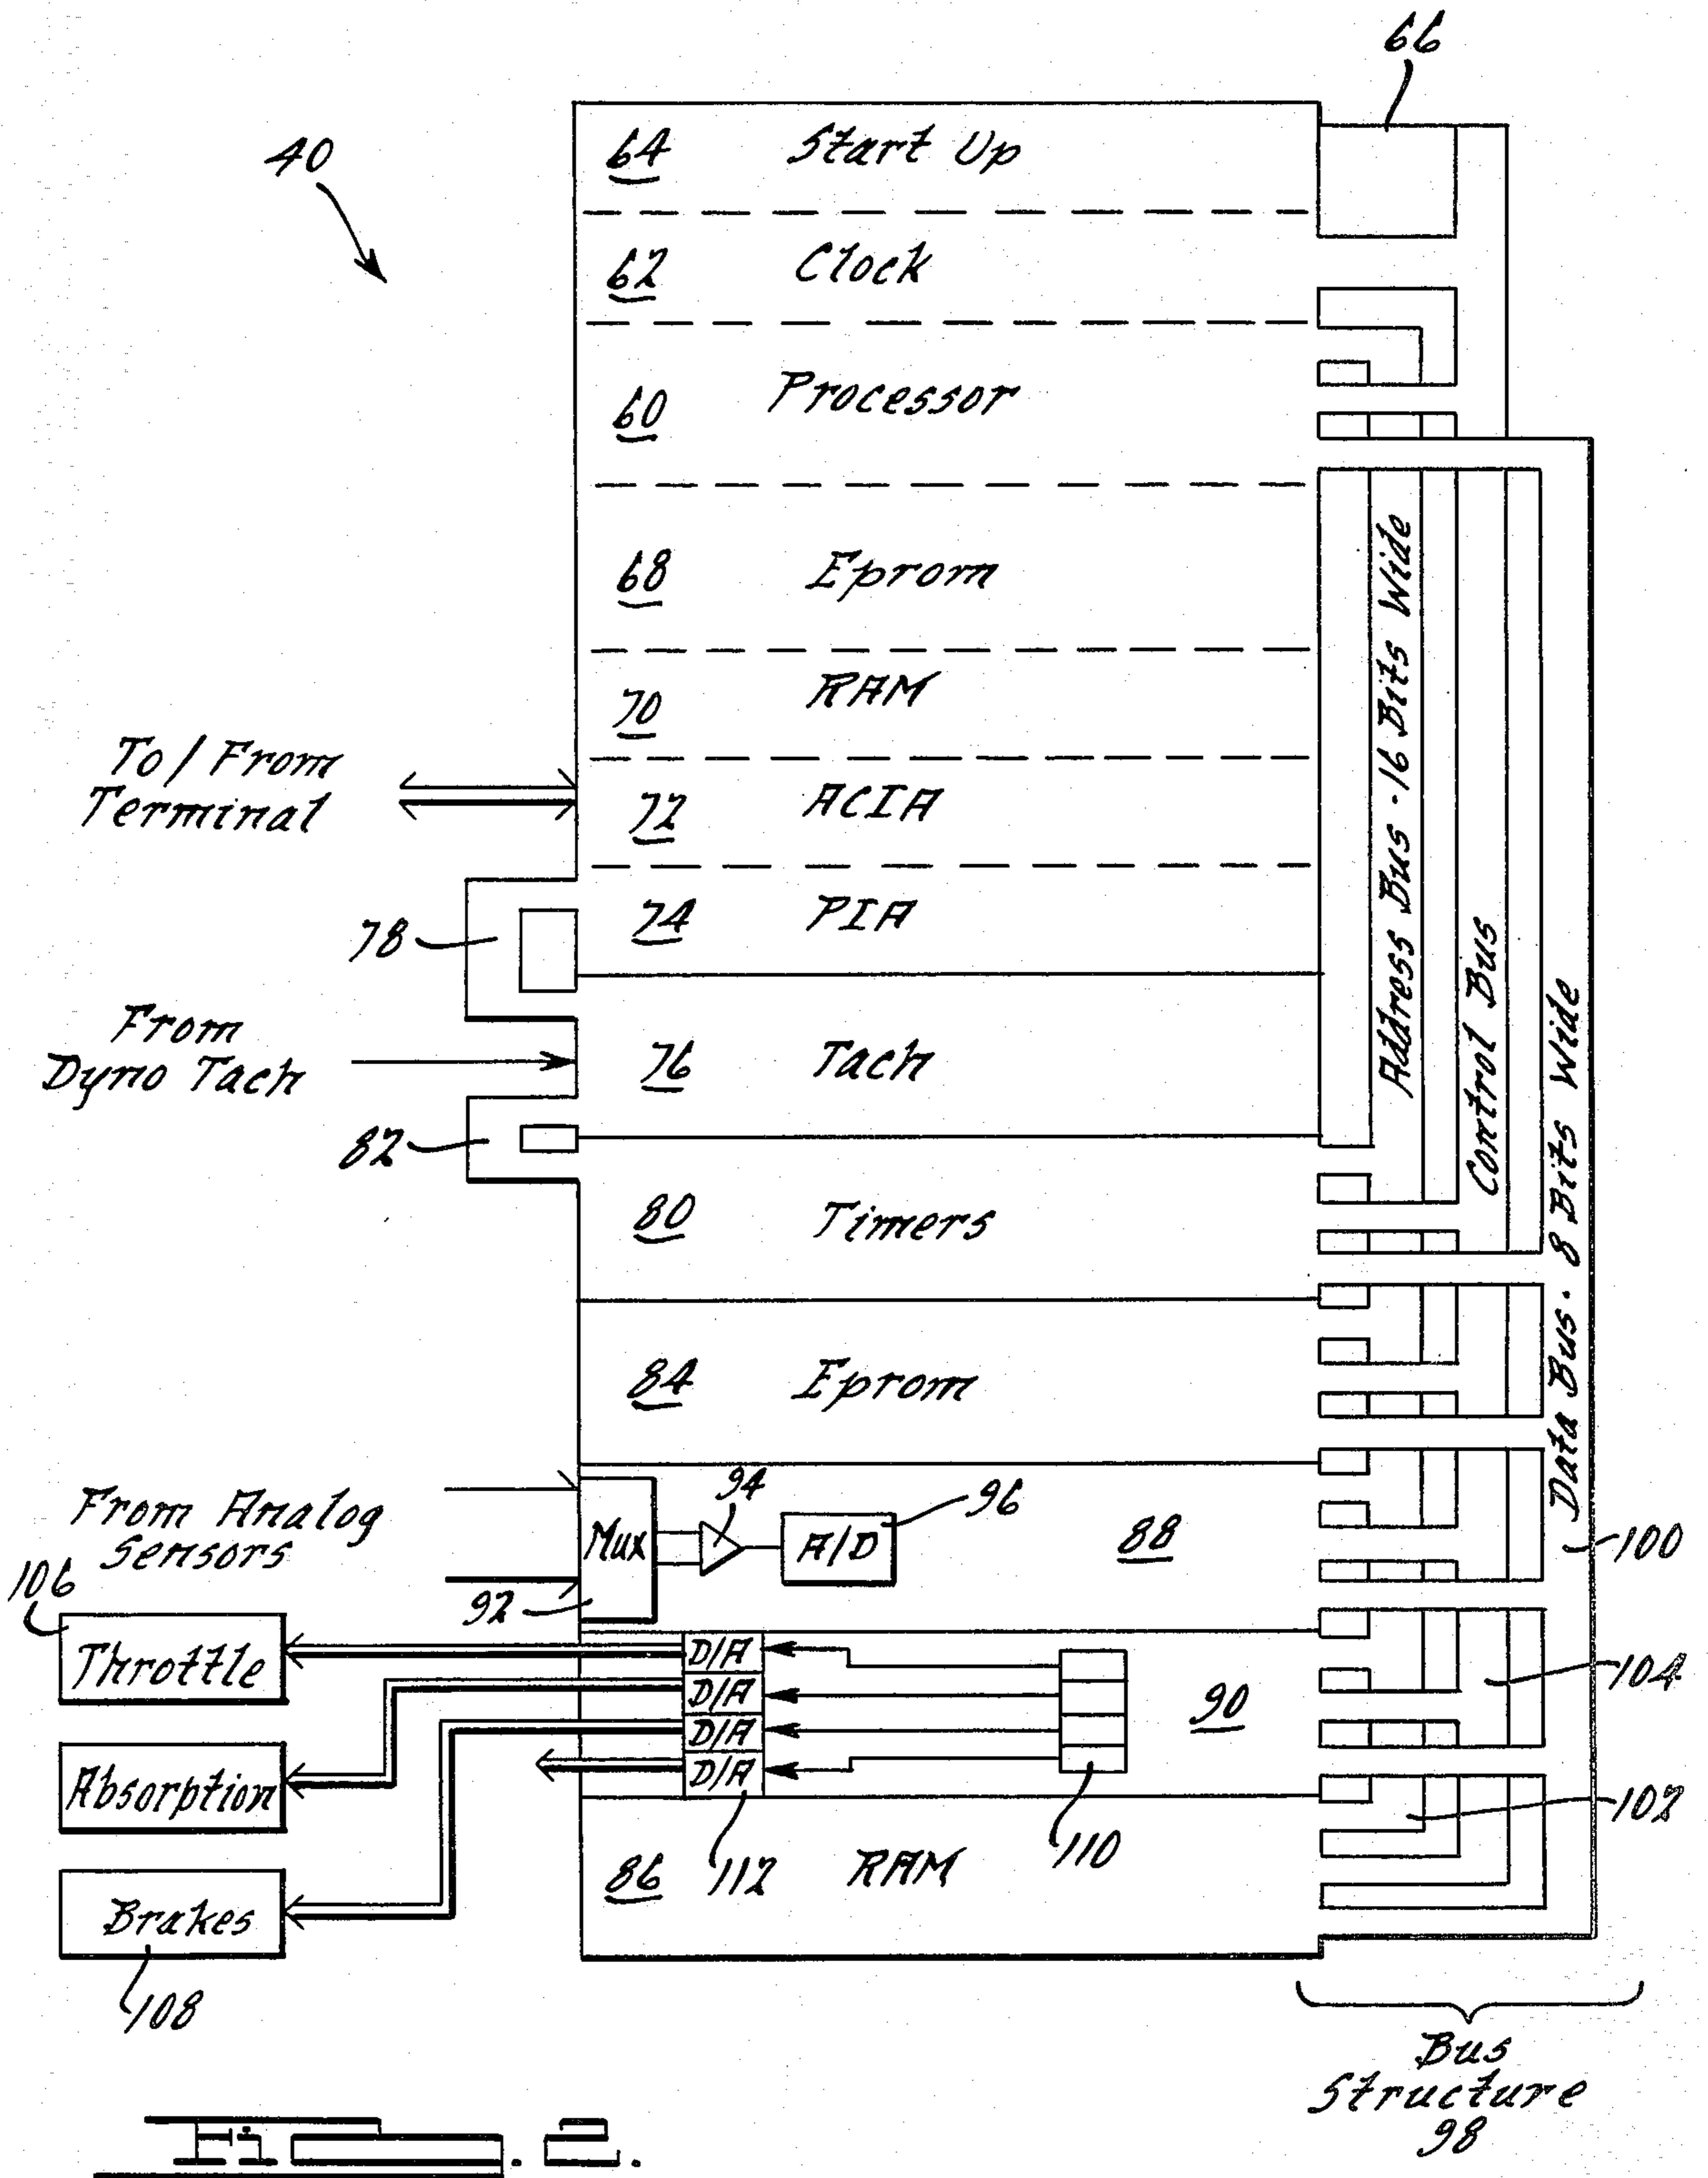 66
40
64 Start Up
62 Clock
60 Processor
68 Eprom
70 RAM
To / From
Terminal
72 ACIA
74 PIA
78
From
Dyno Tach
76 Tach
82
80 Timers
84 Eprom
Address Bus - 16 Bits Wide
Control Bus
Data Bus - 8 Bits Wide
From Analog
Sensors
Mux
92
94
A/D
96
88
100
106
Throttle
D/A
D/A
D/A
D/A
90
104
Absorption
110
112
102
86 RAM
Brakes
108
Bus
Structure
98
Fig. 2.